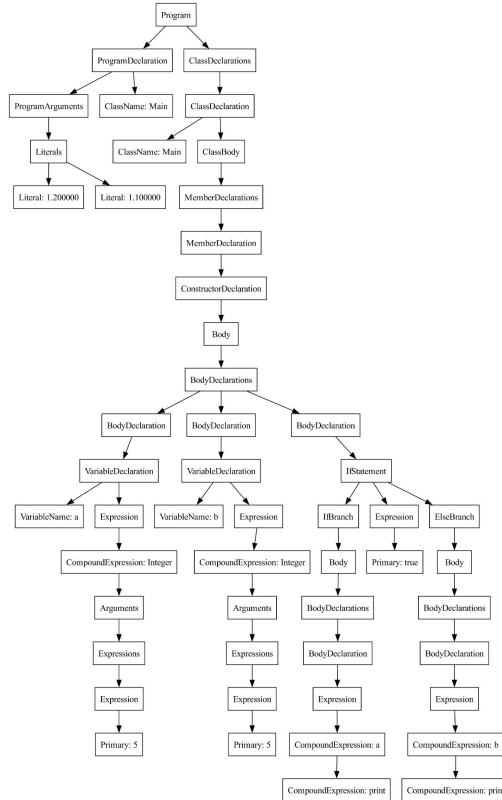 Program
ProgramDeclaration ClassDeclarations
ProgramArguments ClassName: Main ClassDeclaration
Literals ClassName: Main ClassBody
Literal: 1.200000 Literal: 1.100000 MemberDeclarations
MemberDeclaration
ConstructorDeclaration
Body
BodyDeclarations
BodyDeclaration BodyDeclaration BodyDeclaration
VariableDeclaration VariableDeclaration IfStatement
VariableName: a Expression VariableName: b Expression IfBranch Expression ElseBranch
CompoundExpression: Integer CompoundExpression: Integer Body Primary: true Body
Arguments Arguments BodyDeclarations BodyDeclarations
Expressions Expressions BodyDeclaration BodyDeclaration
Expression Expression Expression Expression
Primary: 5 Primary: 5 CompoundExpression: a CompoundExpression: b
CompoundExpression: print CompoundExpression: print